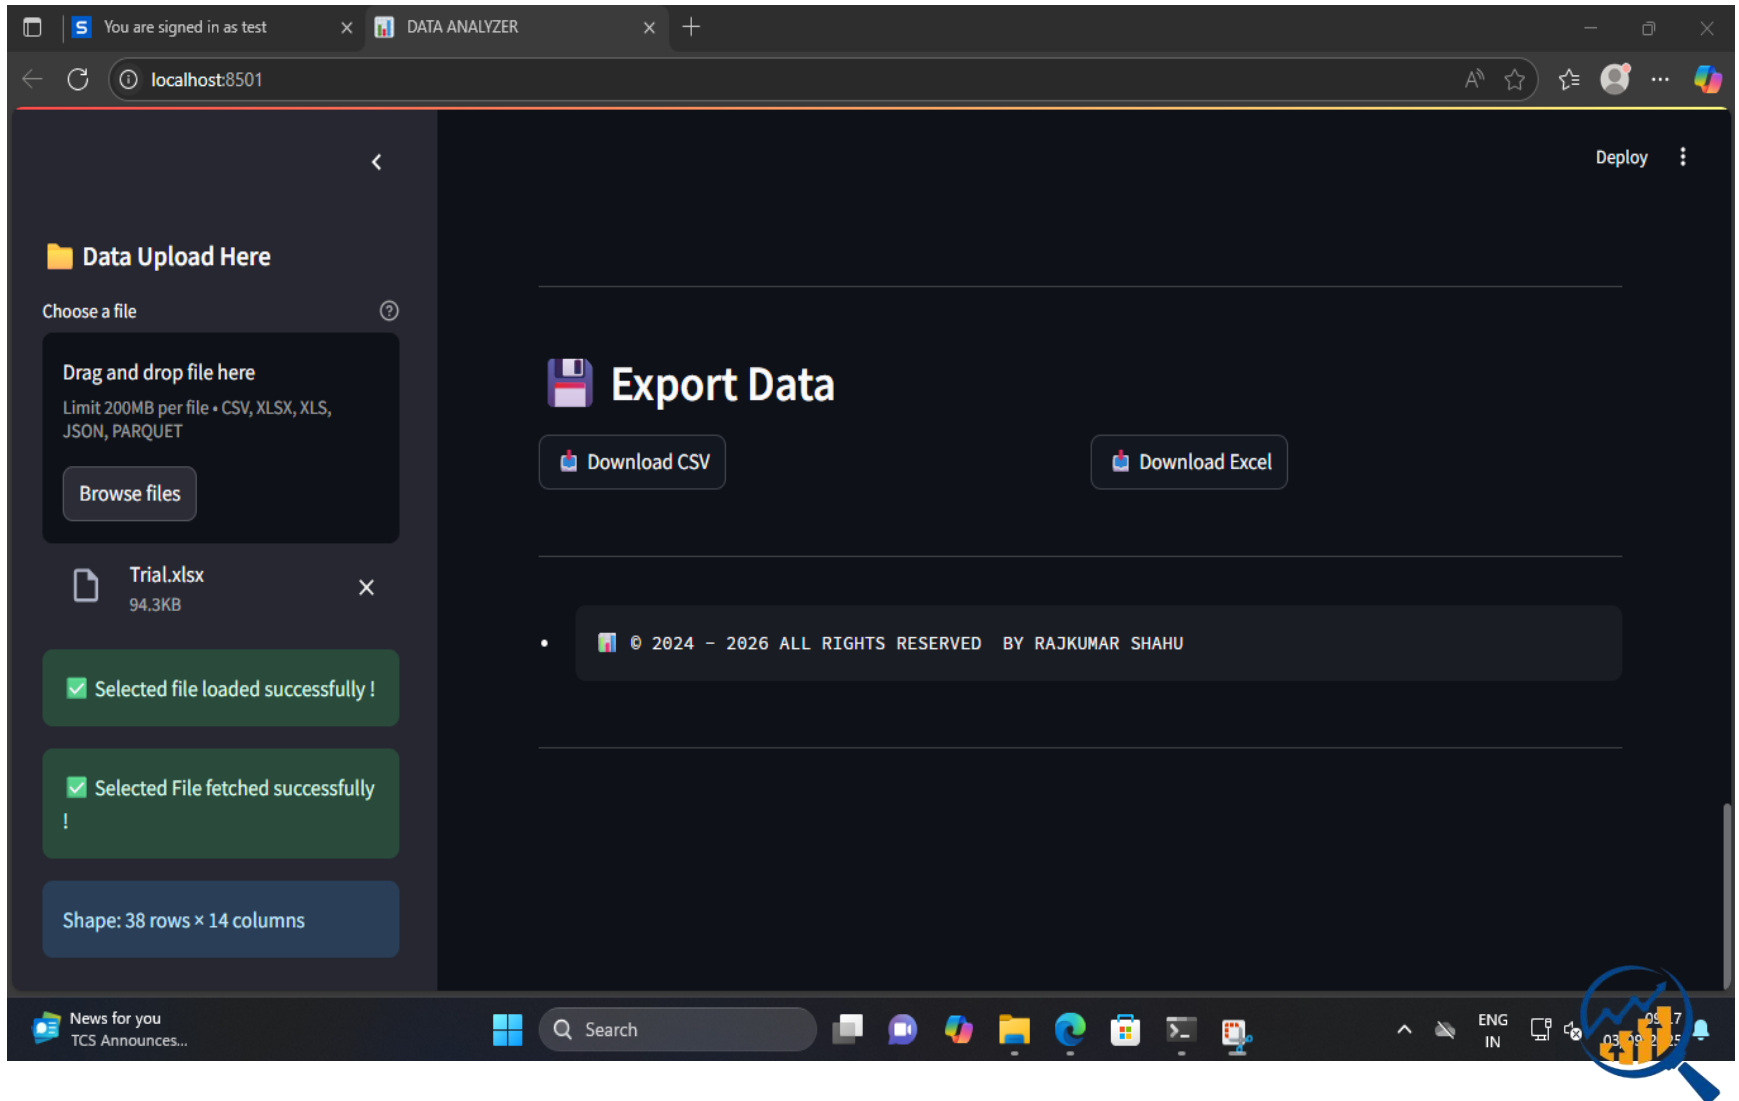 You are signed in as test
DATA ANALYZER
localhost:8501
Deploy
Data Upload Here
Choose a file
Drag and drop file here
Limit 200MB per file • CSV, XLSX, XLS,
JSON, PARQUET
Browse files
Trial.xlsx
94.3KB
Selected file loaded successfully !
Selected File fetched successfully
!
Shape: 38 rows × 14 columns
Export Data
Download CSV
Download Excel
© 2024 - 2026 ALL RIGHTS RESERVED  BY RAJKUMAR SHAHU
News for you
TCS Announces...
Search
ENG
IN